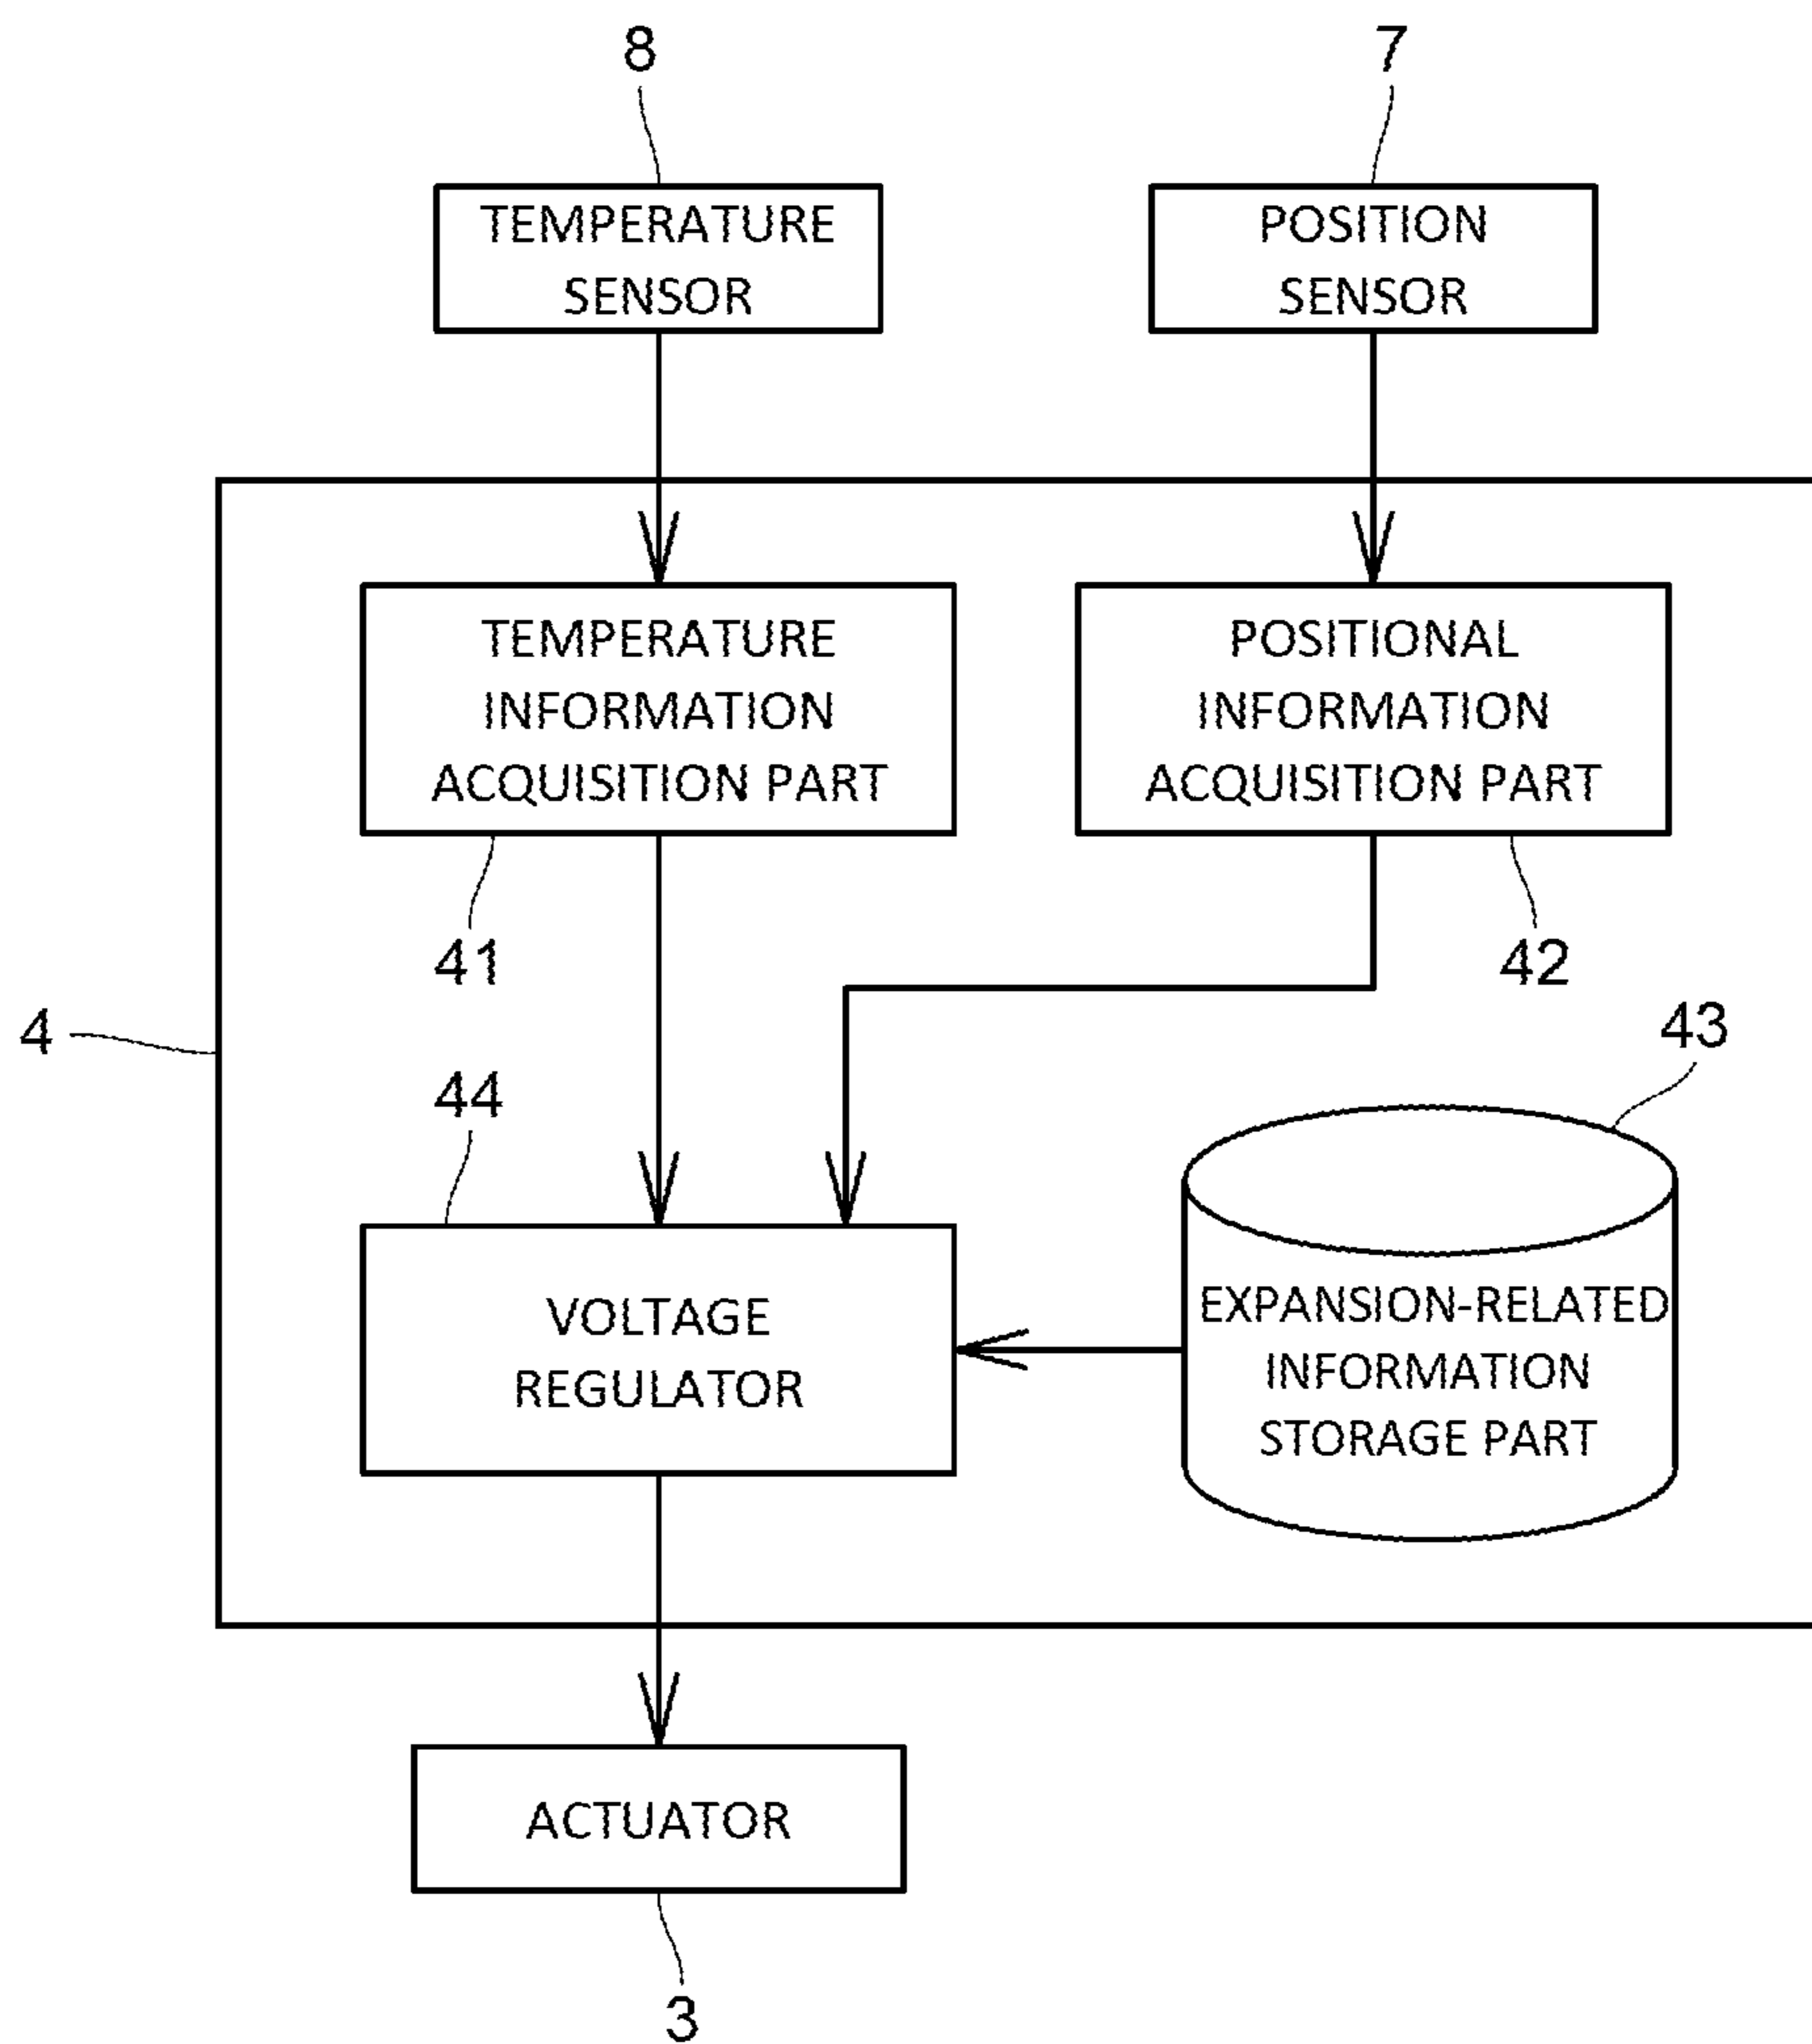 8
7
TEMPERATURE
SENSOR
POSITION
SENSOR
TEMPERATURE
INFORMATION
ACQUISITION PART
POSITIONAL
INFORMATION
ACQUISITION PART
41
42
4
43
44
VOLTAGE
REGULATOR
EXPANSION-RELATED
INFORMATION
STORAGE PART
ACTUATOR
3